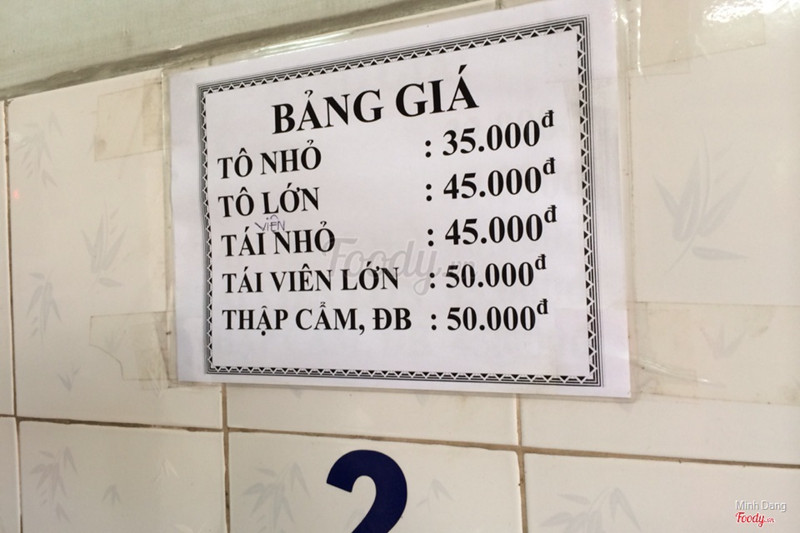 BẢNG GIÁ
TÔ NHỎ : 35.000đ
TÔ LỚN : 45.000đ
VIÊN
TÁI NHỎ : 45.000đ
TÁI VIÊN LỚN : 50.000đ
THẬP CẨM, ĐB : 50.000đ
Foody.vn
2
Minh Dang
Foody.vn